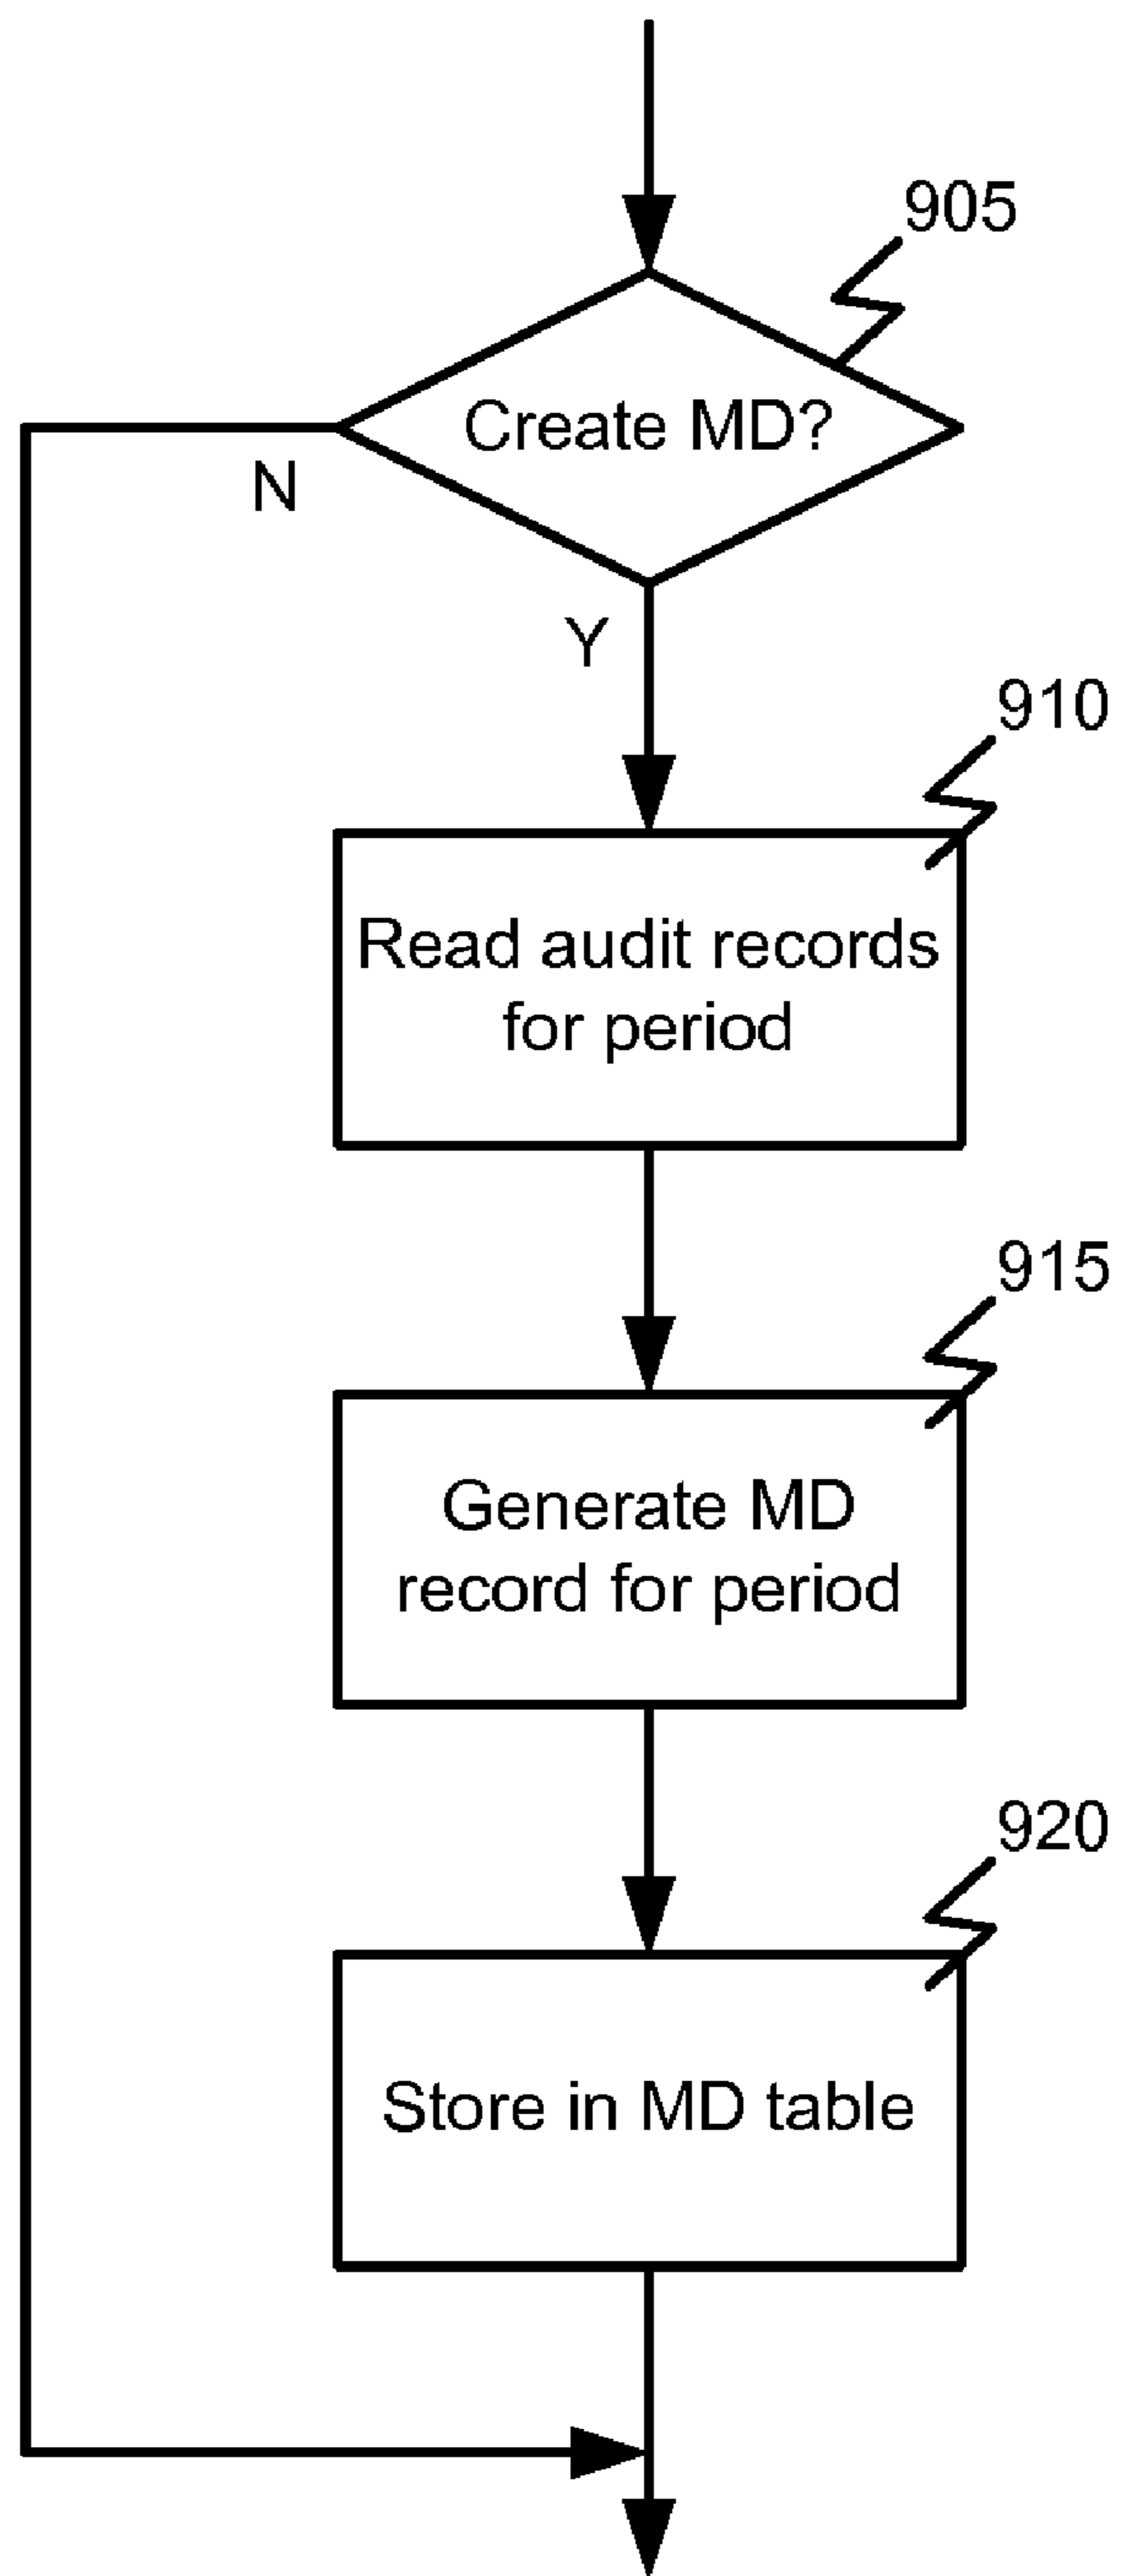 905
Create MD?
N
Y
910
Read audit records
for period
915
Generate MD
record for period
920
Store in MD table